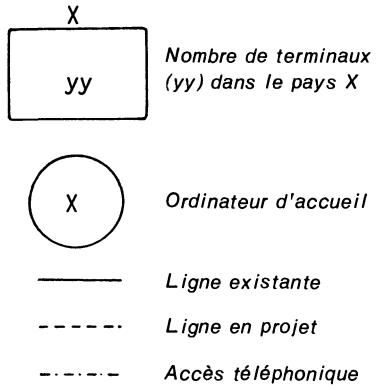 X
yy
Nombre de terminaux
(yy) dans le pays X
X
Ordinateur d'accueil
Ligne existante
Ligne en projet
Accès téléphonique